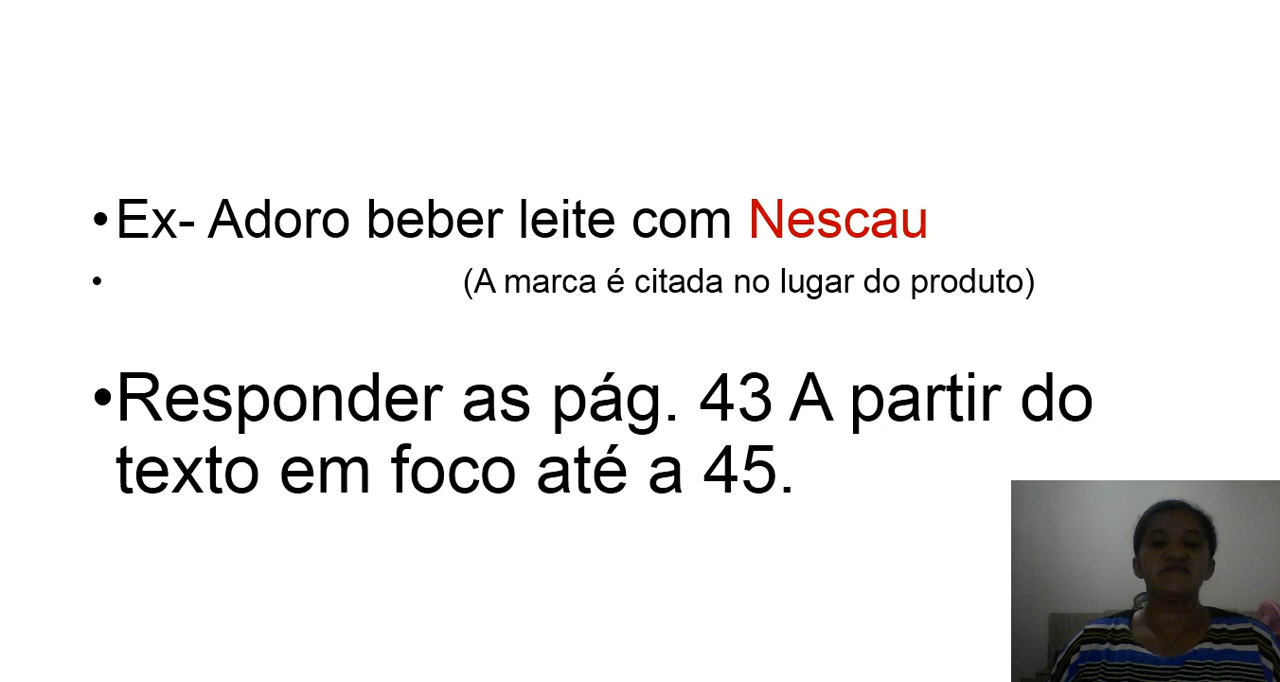 •Ex- Adoro beber leite com Nescau
• (A marca é citada no lugar do produto)
•Responder as pág. 43 A partir do
texto em foco até a 45.